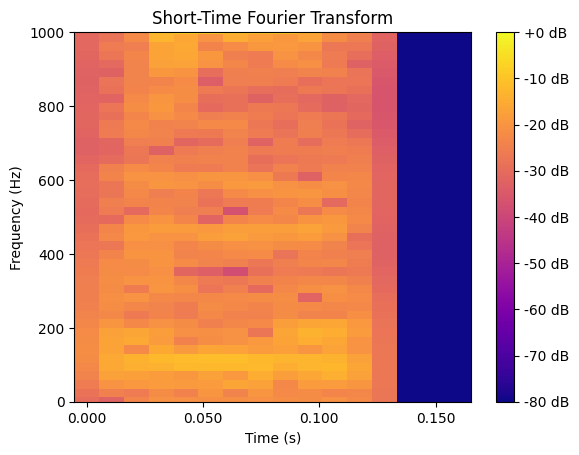 Short-Time Fourier Transform
1000
800
600
400
200
0
Frequency (Hz)
0.000
0.050
0.100
0.150
Time (s)
+0 dB
-10 dB
-20 dB
-30 dB
-40 dB
-50 dB
-60 dB
-70 dB
-80 dB